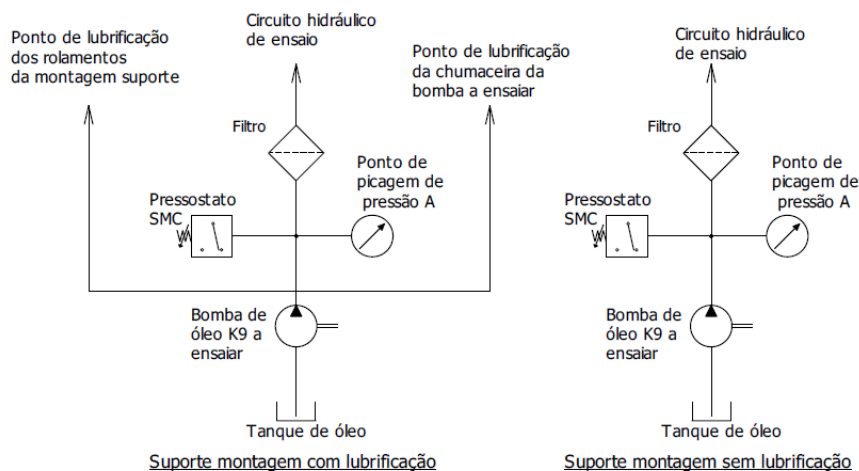 Ponto de lubrificação
dos rolamentos
da montagem suporte
Circuito hidráulico
de ensaio
Ponto de lubrificação
da chumaceira da
bomba a ensaiar
Filtro
Ponto de
picagem de
pressão A
Pressostato
SMC
Bomba de
óleo K9 a
ensaiar
Tanque de óleo
Suporte montagem com lubrificação
Circuito hidráulico
de ensaio
Filtro
Ponto de
picagem de
pressão A
Pressostato
SMC
Bomba de
óleo K9 a
ensaiar
Tanque de óleo
Suporte montagem sem lubrificação